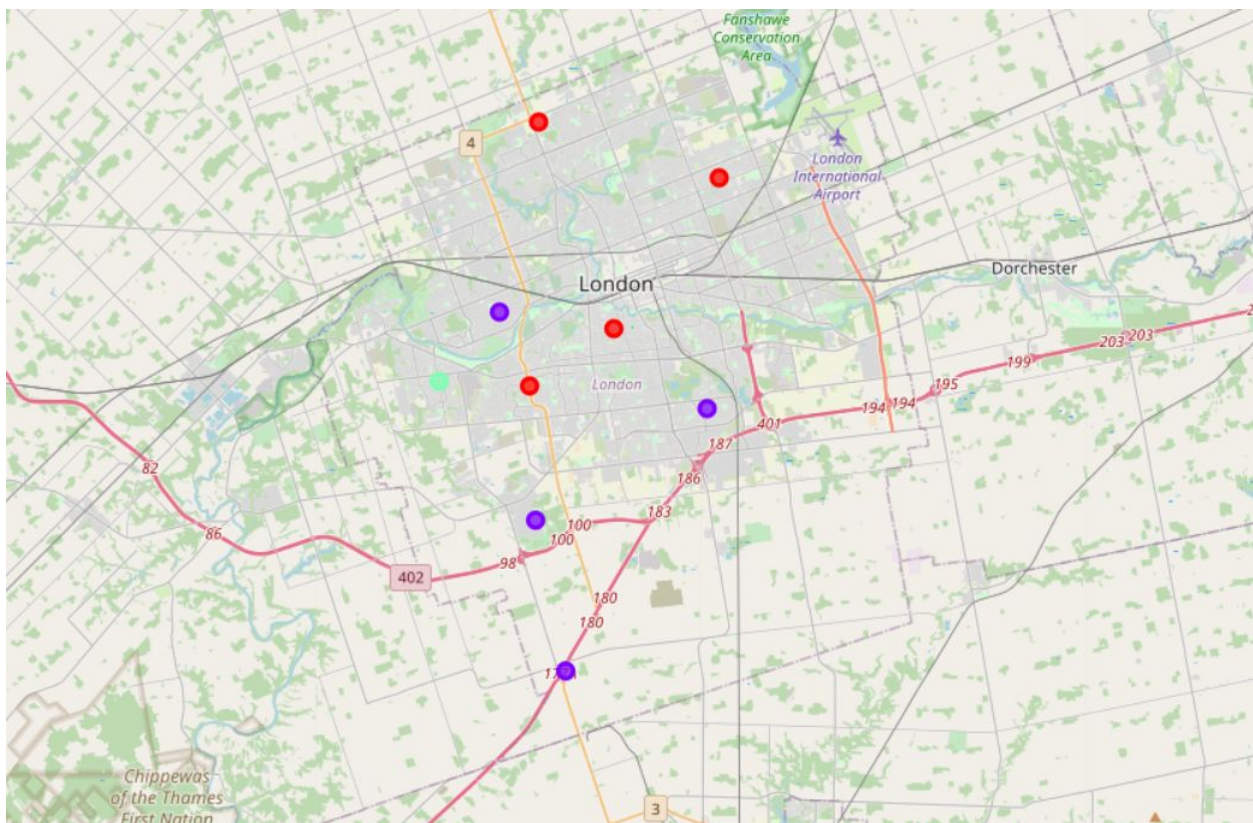 Fanshawe
Conservation
Area
4
London
International
Airport
London
Dorchester
203
203
199
195
London
194
194
401
187
82
186
183
86
100
100
98
402
180
180
Chippewas
of the Thames
First Nation
3